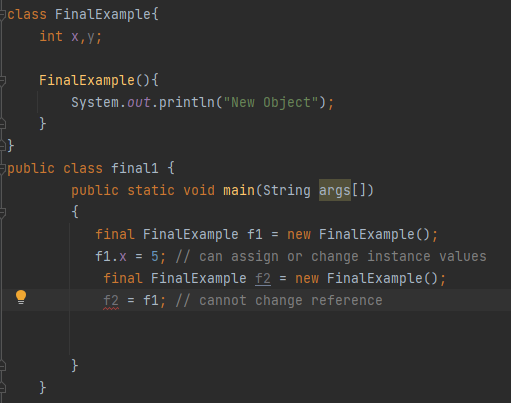 class FinalExample{
int x,y;
FinalExample(){
System.out.println("New Object");
}
}
public class final1 {
public static void main(String args[])
{
final FinalExample f1 = new FinalExample();
f1.x = 5; // can assign or change instance values
final FinalExample f2 = new FinalExample();
f2 = f1; // cannot change reference
}
}